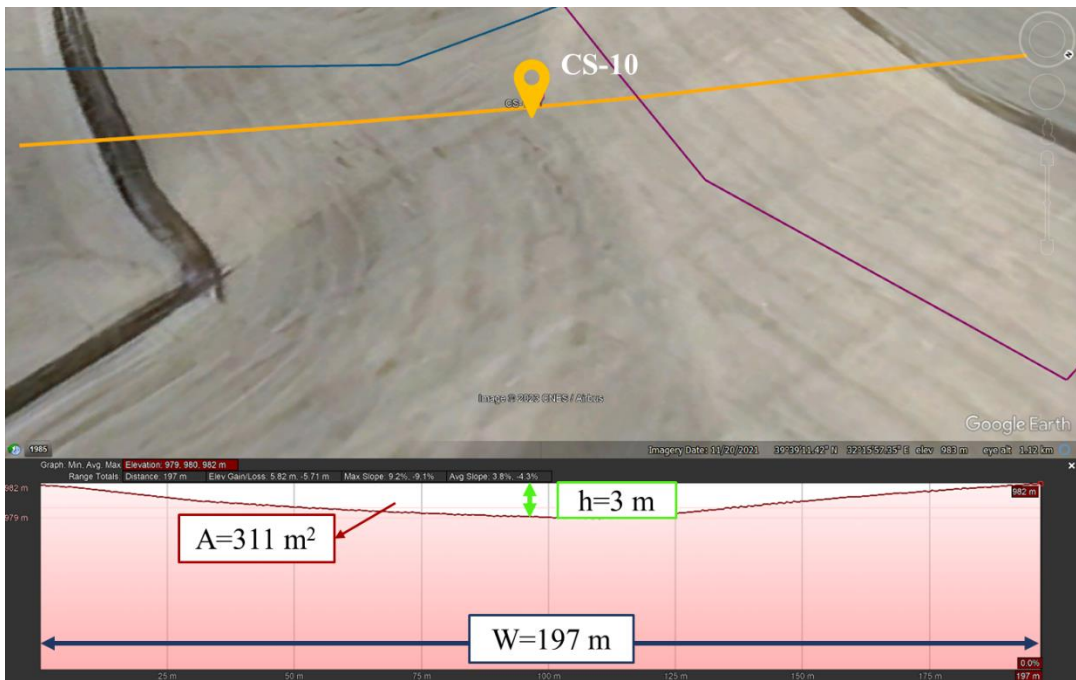 CS-10
Image © 2023 CNES / Airbus
Google Earth
1985
Imagery Date: 11/20/2021 39°39'11.42" N 32°15'57.35" E elev 983 m eye alt 1.12 km
Graph: Min, Avg, Max Elevation: 979, 980, 982 m
Range Totals: Distance: 197 m Elev Gain/Loss: 5.82 m, -5.71 m Max Slope: 9.2%, -9.1% Avg Slope: 3.8%, -4.3%
982 m
982 m
979 m
h=3 m
A=311 m²
W=197 m
0.0%
25 m 50 m 75 m 100 m 125 m 150 m 175 m 197 m